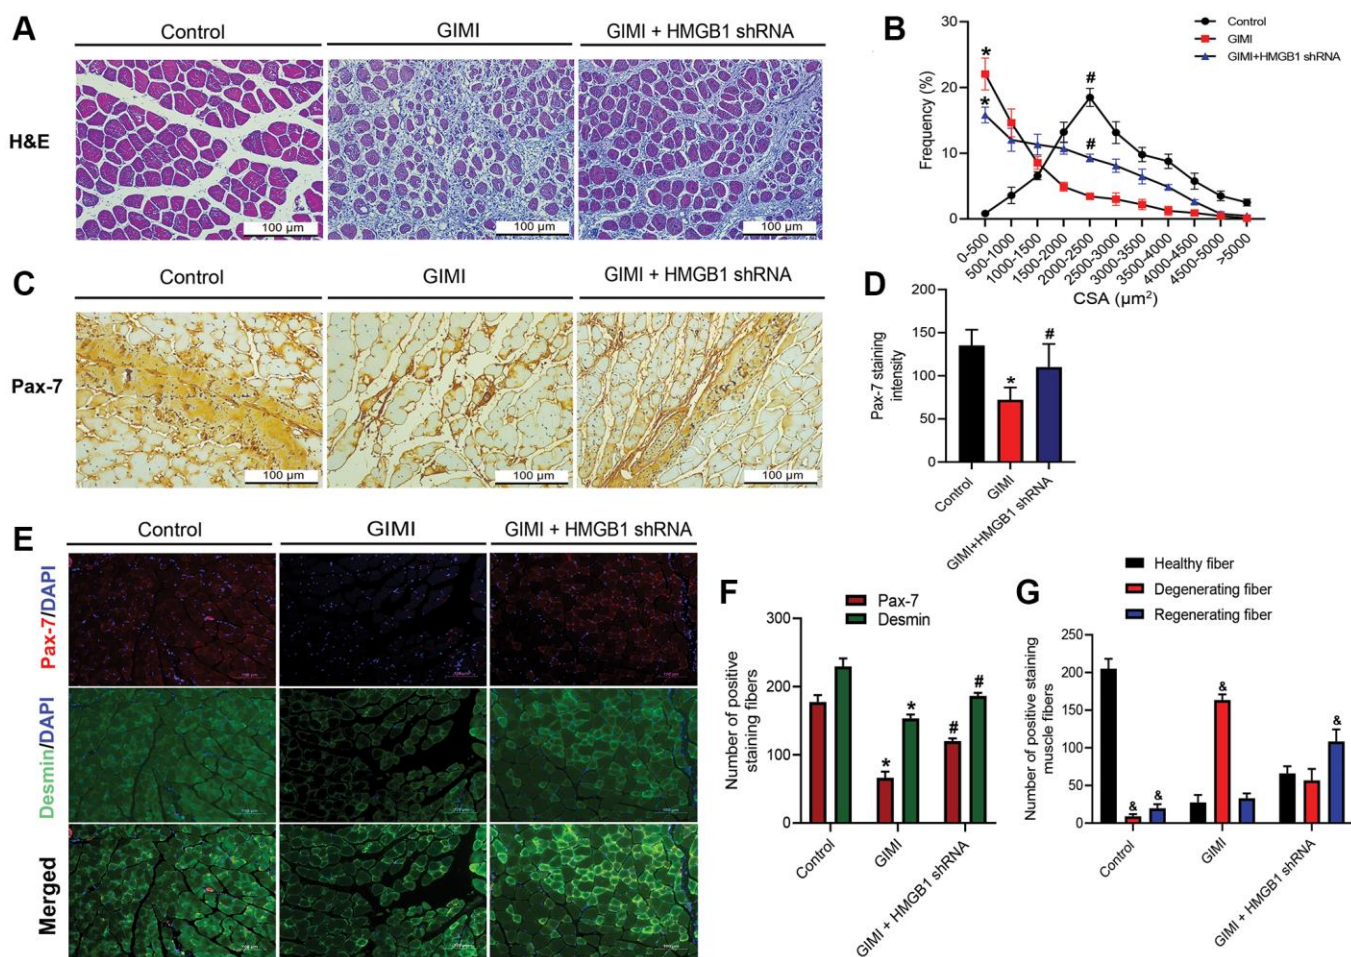 A
Control
GIMI
GIMI + HMGB1 shRNA
H&E
100 µm
100 µm
100 µm
B
Control
GIMI
GIMI+HMGB1 shRNA
Frequency (%)
30
20
10
0
*
*
#
#
0-500
500-1000
1000-1500
1500-2000
2000-2500
2500-3000
3000-3500
3500-4000
4000-4500
4500-5000
>5000
CSA (µm²)
C
Control
GIMI
GIMI + HMGB1 shRNA
Pax-7
100 µm
100 µm
100 µm
D
Pax-7 staining
intensity
200
150
100
50
0
*
#
Control
GIMI
GIMI+HMGB1 shRNA
E
Control
GIMI
GIMI + HMGB1 shRNA
Pax-7/DAPI
Desmin/DAPI
Merged
F
Pax-7
Desmin
Number of positive
staining fibers
300
200
100
0
*
*
#
#
Control
GIMI
GIMI + HMGB1 shRNA
G
Healthy fiber
Degenerating fiber
Regenerating fiber
Number of positive staining
muscle fibers
250
200
150
100
50
0
&
&
&
&
Control
GIMI
GIMI + HMGB1 shRNA